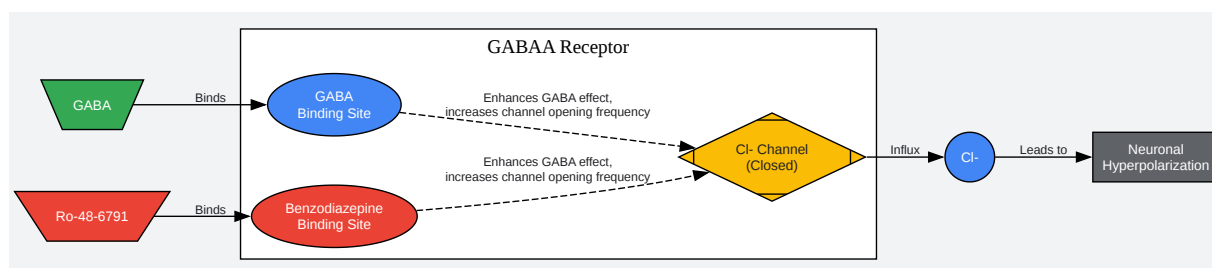 GABAA Receptor
GABA
Binds
GABA
Binding Site
Enhances GABA effect,
increases channel opening frequency
Cl- Channel
(Closed)
Influx
Cl-
Leads to
Neuronal
Hyperpolarization
Enhances GABA effect,
increases channel opening frequency
Ro-48-6791
Binds
Benzodiazepine
Binding Site